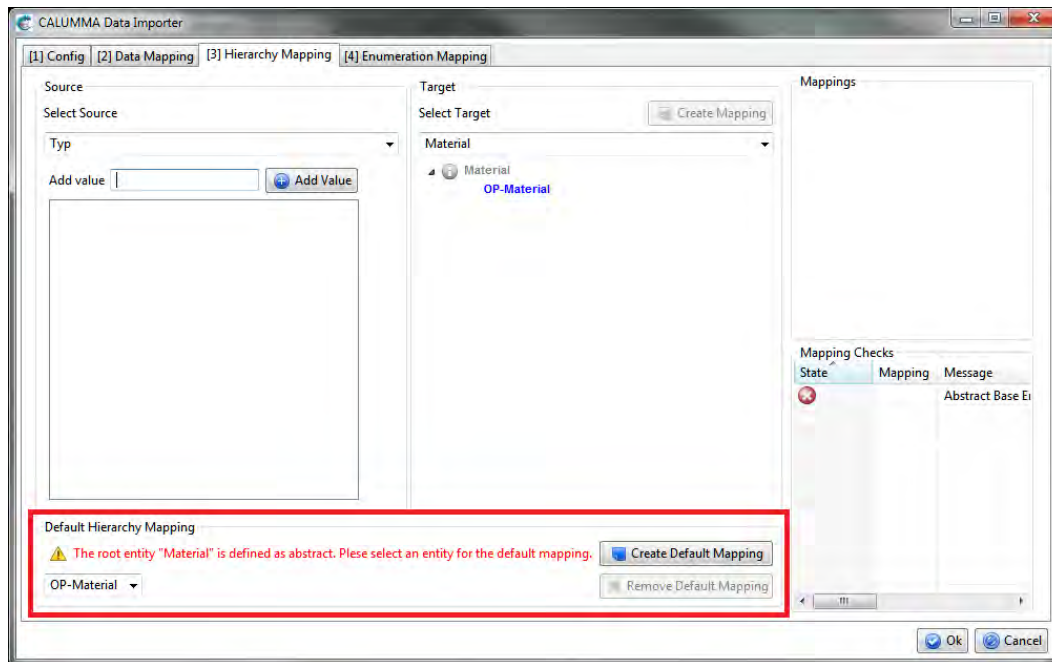 CALUMMA Data Importer
[1] Config [2] Data Mapping [3] Hierarchy Mapping [4] Enumeration Mapping
Source
Select Source
Typ
Add value
Add Value
Target
Select Target
Create Mapping
Material
Material
OP-Material
Mappings
Mapping Checks
State Mapping Message
Abstract Base
Default Hierarchy Mapping
The root entity "Material" is defined as abstract. Plese select an entity for the default mapping.
Create Default Mapping
OP-Material
Remove Default Mapping
Ok Cancel